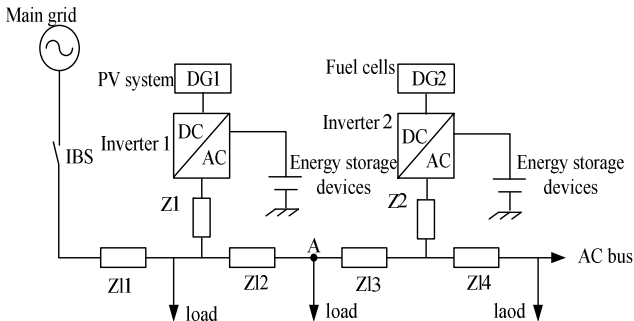 Main grid
PV system
DG1
Fuel cells
DG2
Inverter 1
DC
AC
Inverter 2
DC
AC
IBS
Energy storage
devices
Energy storage
devices
Z1
Z2
A
AC bus
Zl1
Zl2
Zl3
Zl4
load
load
laod